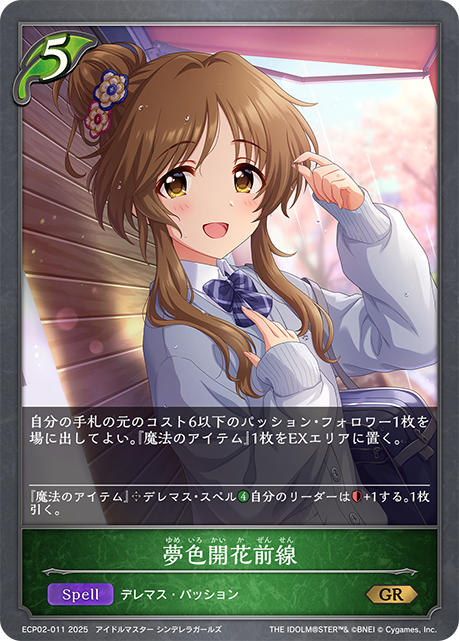 5
自分の手札の元のコスト6以下のパッション・フォロワー1枚を
場に出してよい。『魔法のアイテム』1枚をEXエリアに置く。
『魔法のアイテム』⁘デレマス・スペル④自分のリーダーは+1する。1枚
引く。
ゆめいろかいかぜんせん
夢色開花前線
Spell デレマス・パッション GR
ECP02-011 2025 アイドルマスター シンデレラガールズ THE IDOLM@STER™& ©BNEI © Cygames, Inc.